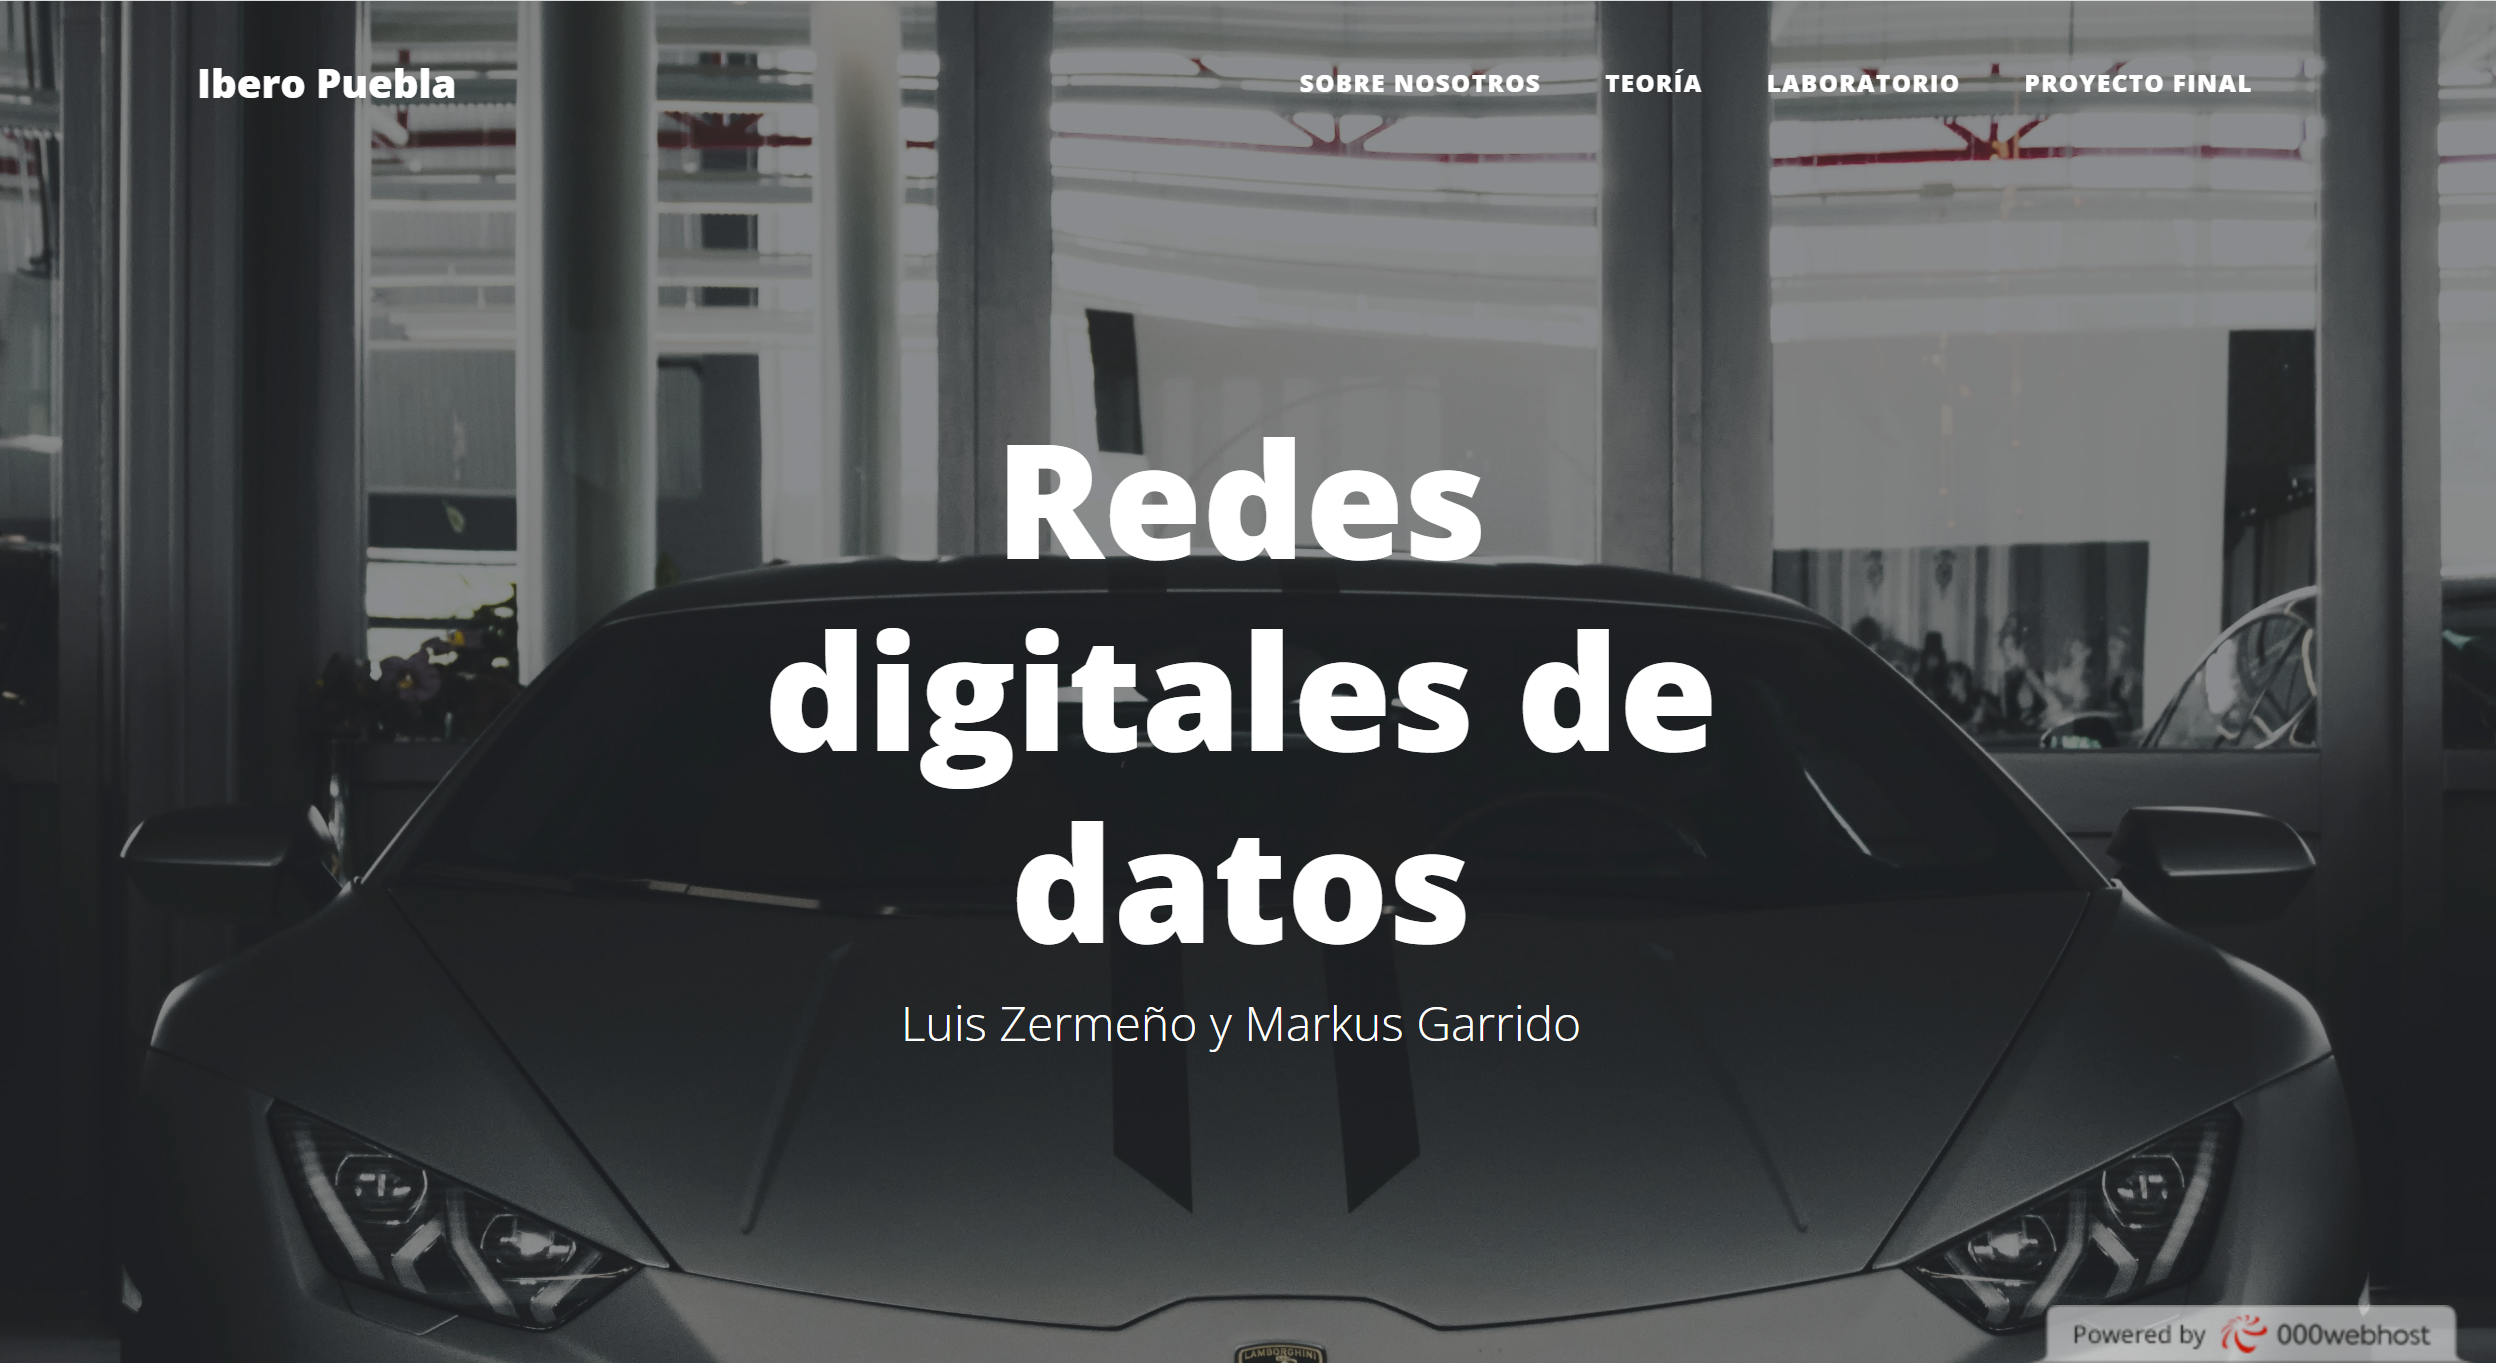 Ibero Puebla
SOBRE NOSOTROS TEORÍA LABORATORIO PROYECTO FINAL
Redes
digitales de
datos
Luis Zermeño y Markus Garrido
LAMBORGHINI
Powered by 000webhost